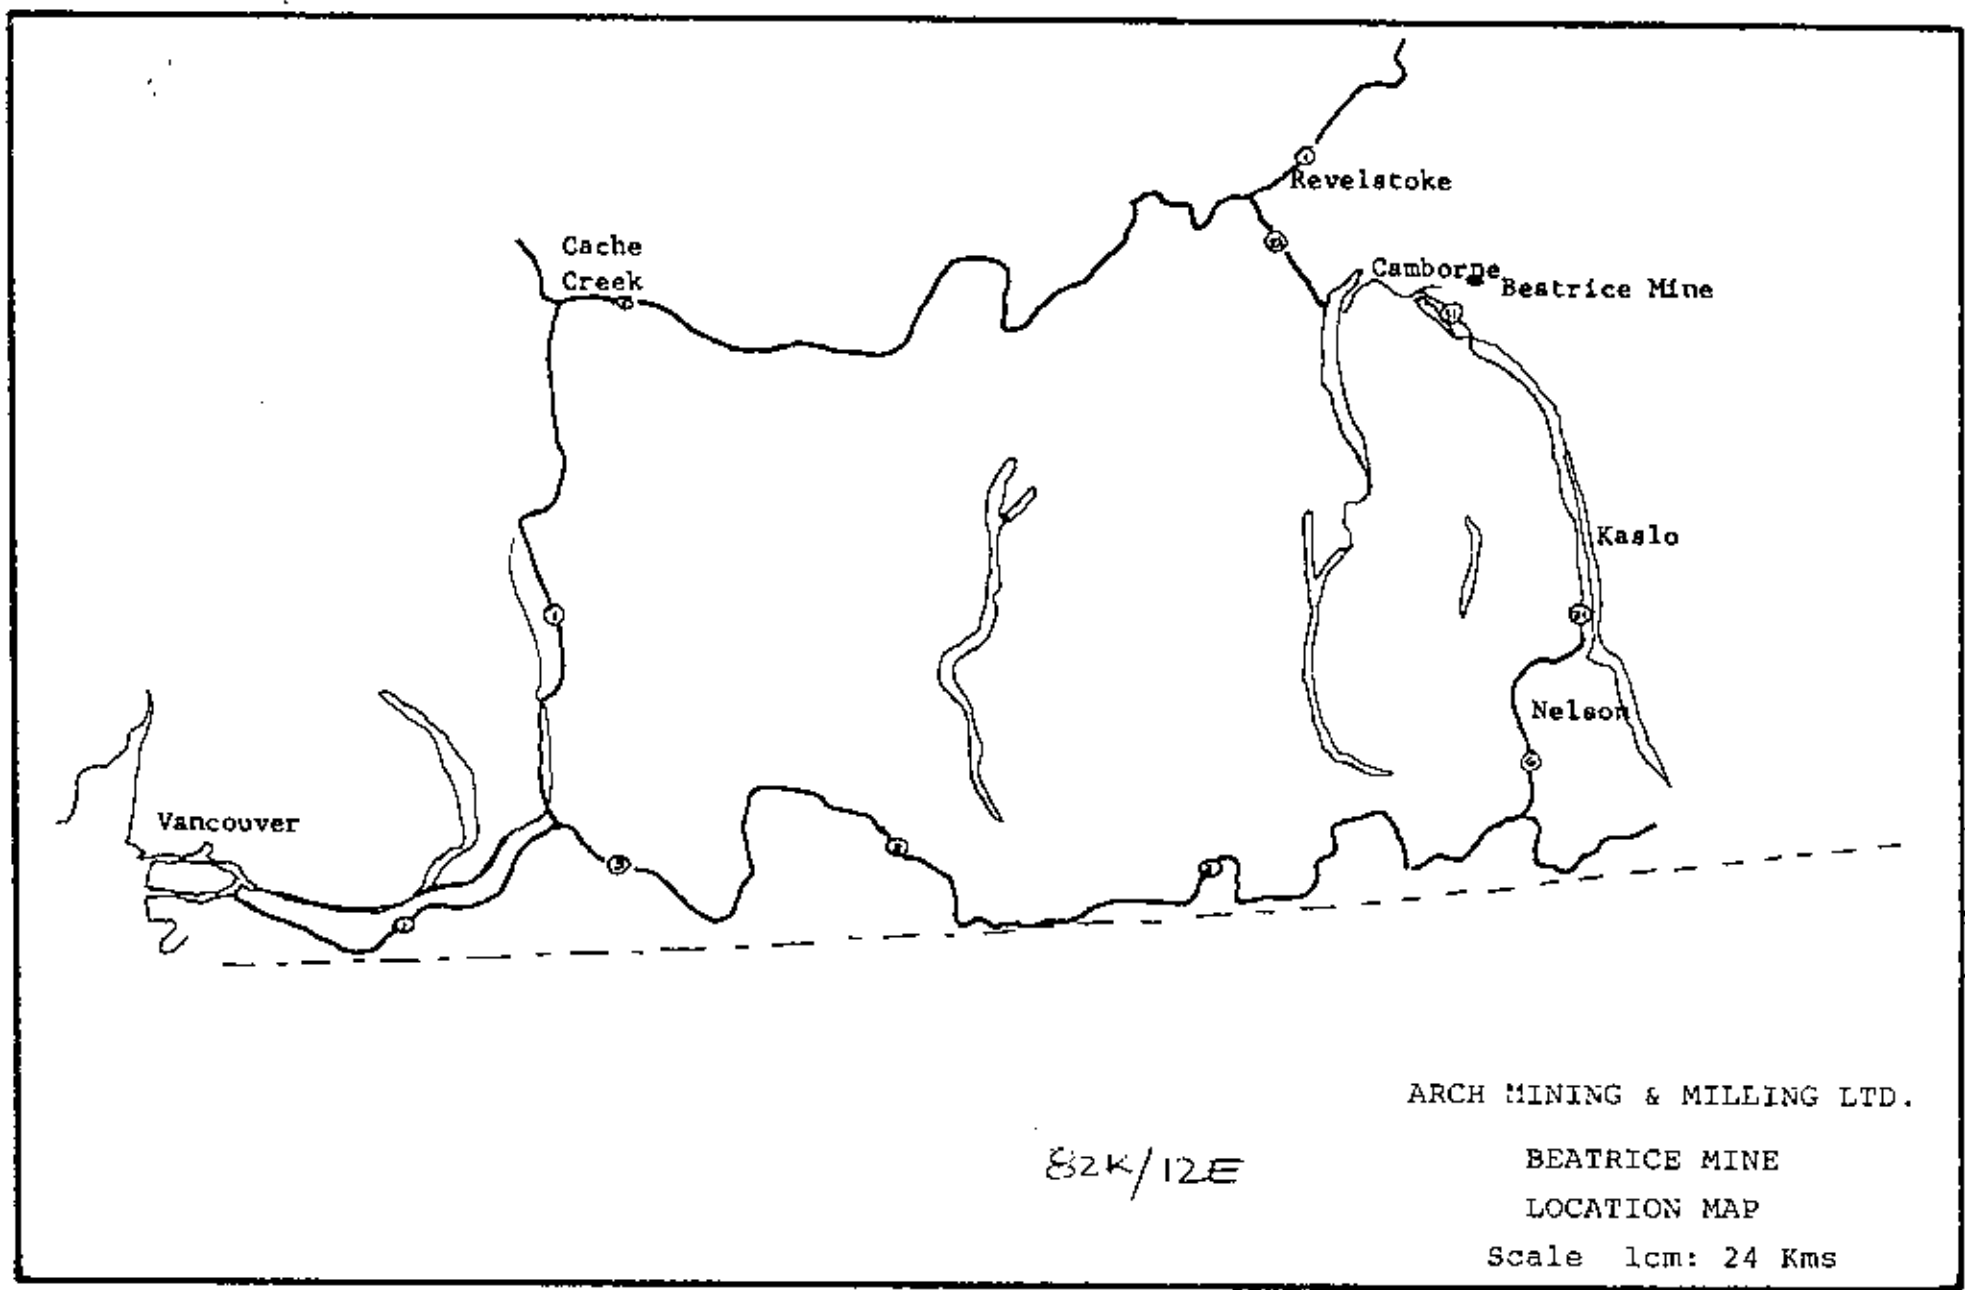 Revelstoke
Cache
Creek
Camborne
Beatrice Mine
Kaslo
Nelson
Vancouver
ARCH MINING & MILLING LTD.
82K/12E
BEATRICE MINE
LOCATION MAP
Scale 1cm: 24 Kms